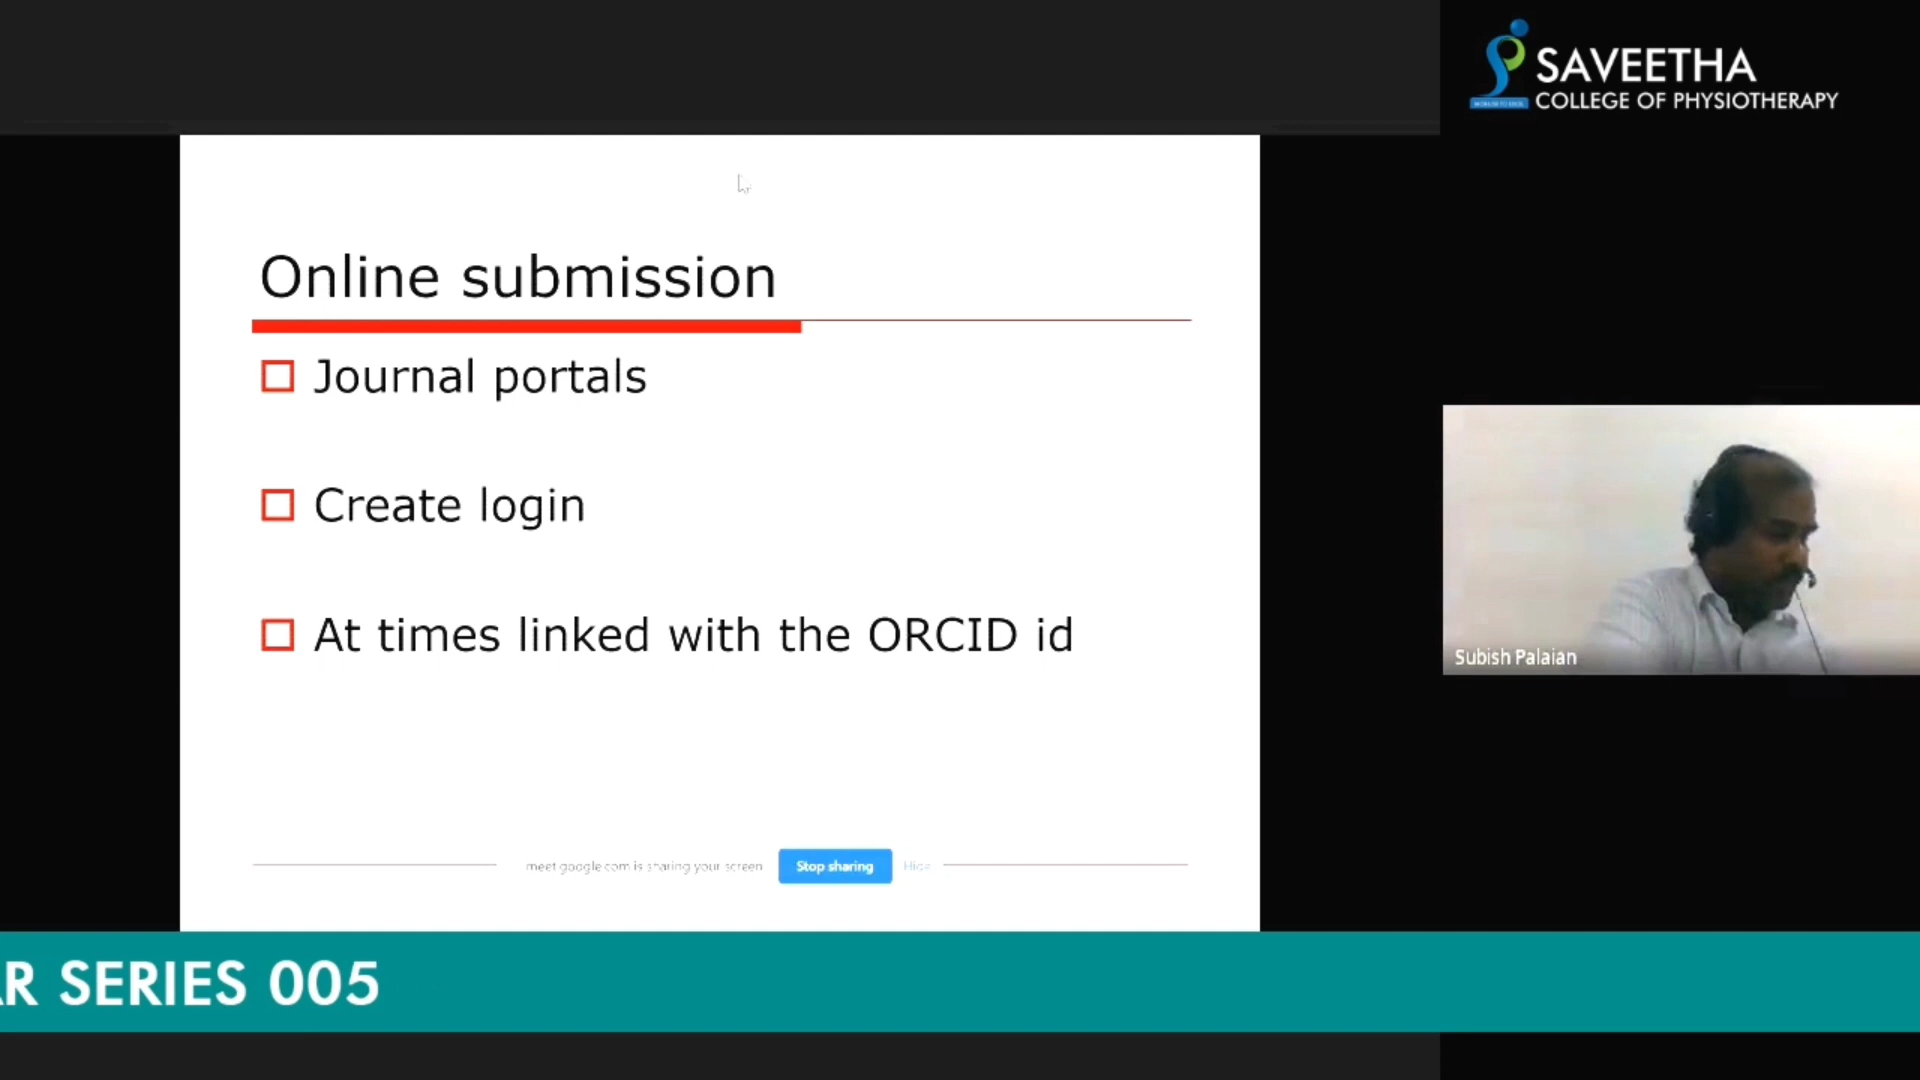 SAVEETHA
COLLEGE OF PHYSIOTHERAPY
Online submission
Journal portals
Create login
At times linked with the ORCID id
Subish Palaian
meet.google.com is sharing your screen
Stop sharing
Hide
R SERIES 005